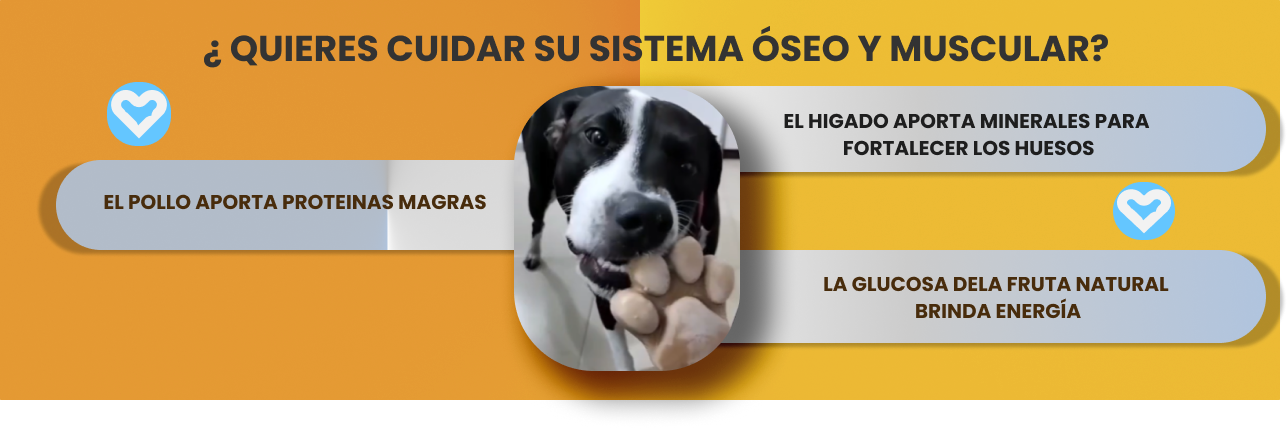 ¿ QUIERES CUIDAR SU SISTEMA ÓSEO Y MUSCULAR?
EL POLLO APORTA PROTEINAS MAGRAS
EL HIGADO APORTA MINERALES PARA
FORTALECER LOS HUESOS
LA GLUCOSA DELA FRUTA NATURAL
BRINDA ENERGÍA